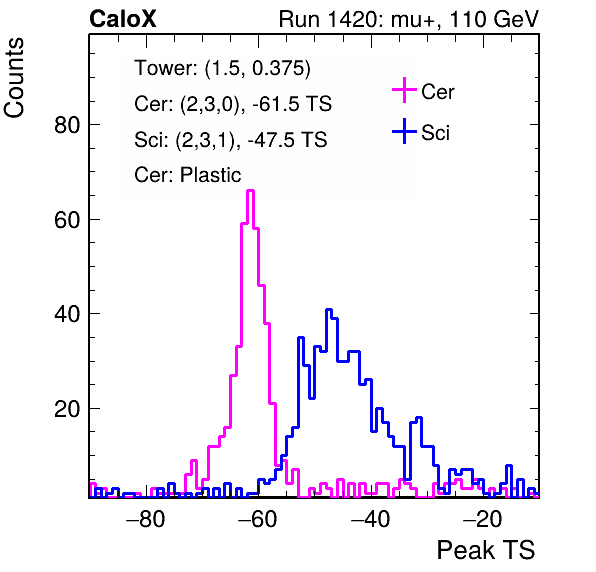 CaloX Run 1420: mu+, 110 GeV
Counts
Tower: (1.5, 0.375)
Cer: (2,3,0), -61.5 TS
Sci: (2,3,1), -47.5 TS
Cer: Plastic
Cer
Sci
80
60
40
20
−80 −60 −40 −20
Peak TS